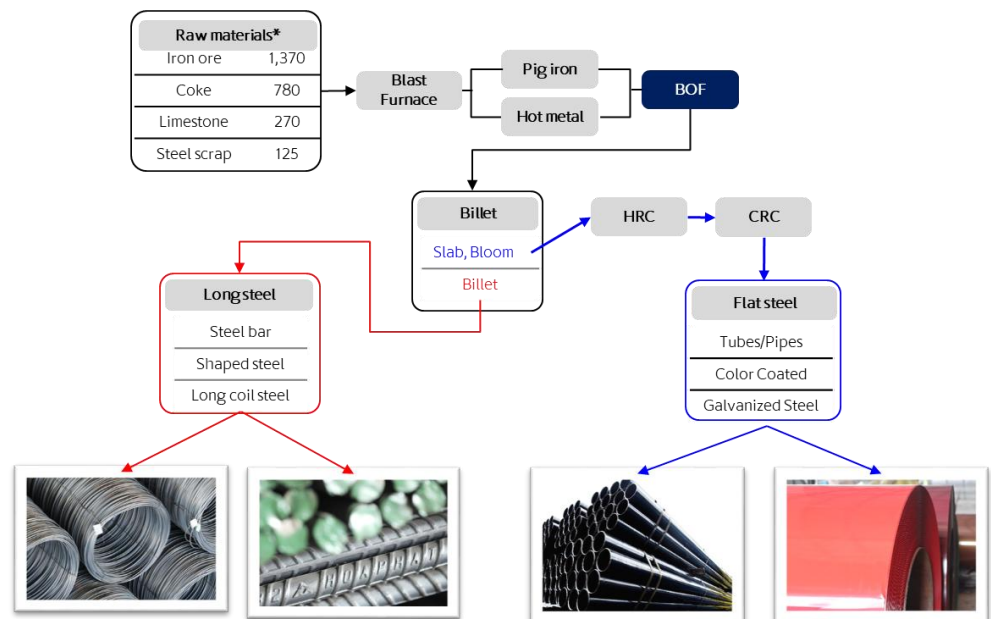 Raw materials*
Iron ore 1,370
Coke 780
Limestone 270
Steel scrap 125
Blast
Furnace
Pig iron
Hot metal
BOF
Billet
Slab, Bloom
Billet
HRC
CRC
Long steel
Steel bar
Shaped steel
Long coil steel
Flat steel
Tubes/Pipes
Color Coated
Galvanized Steel